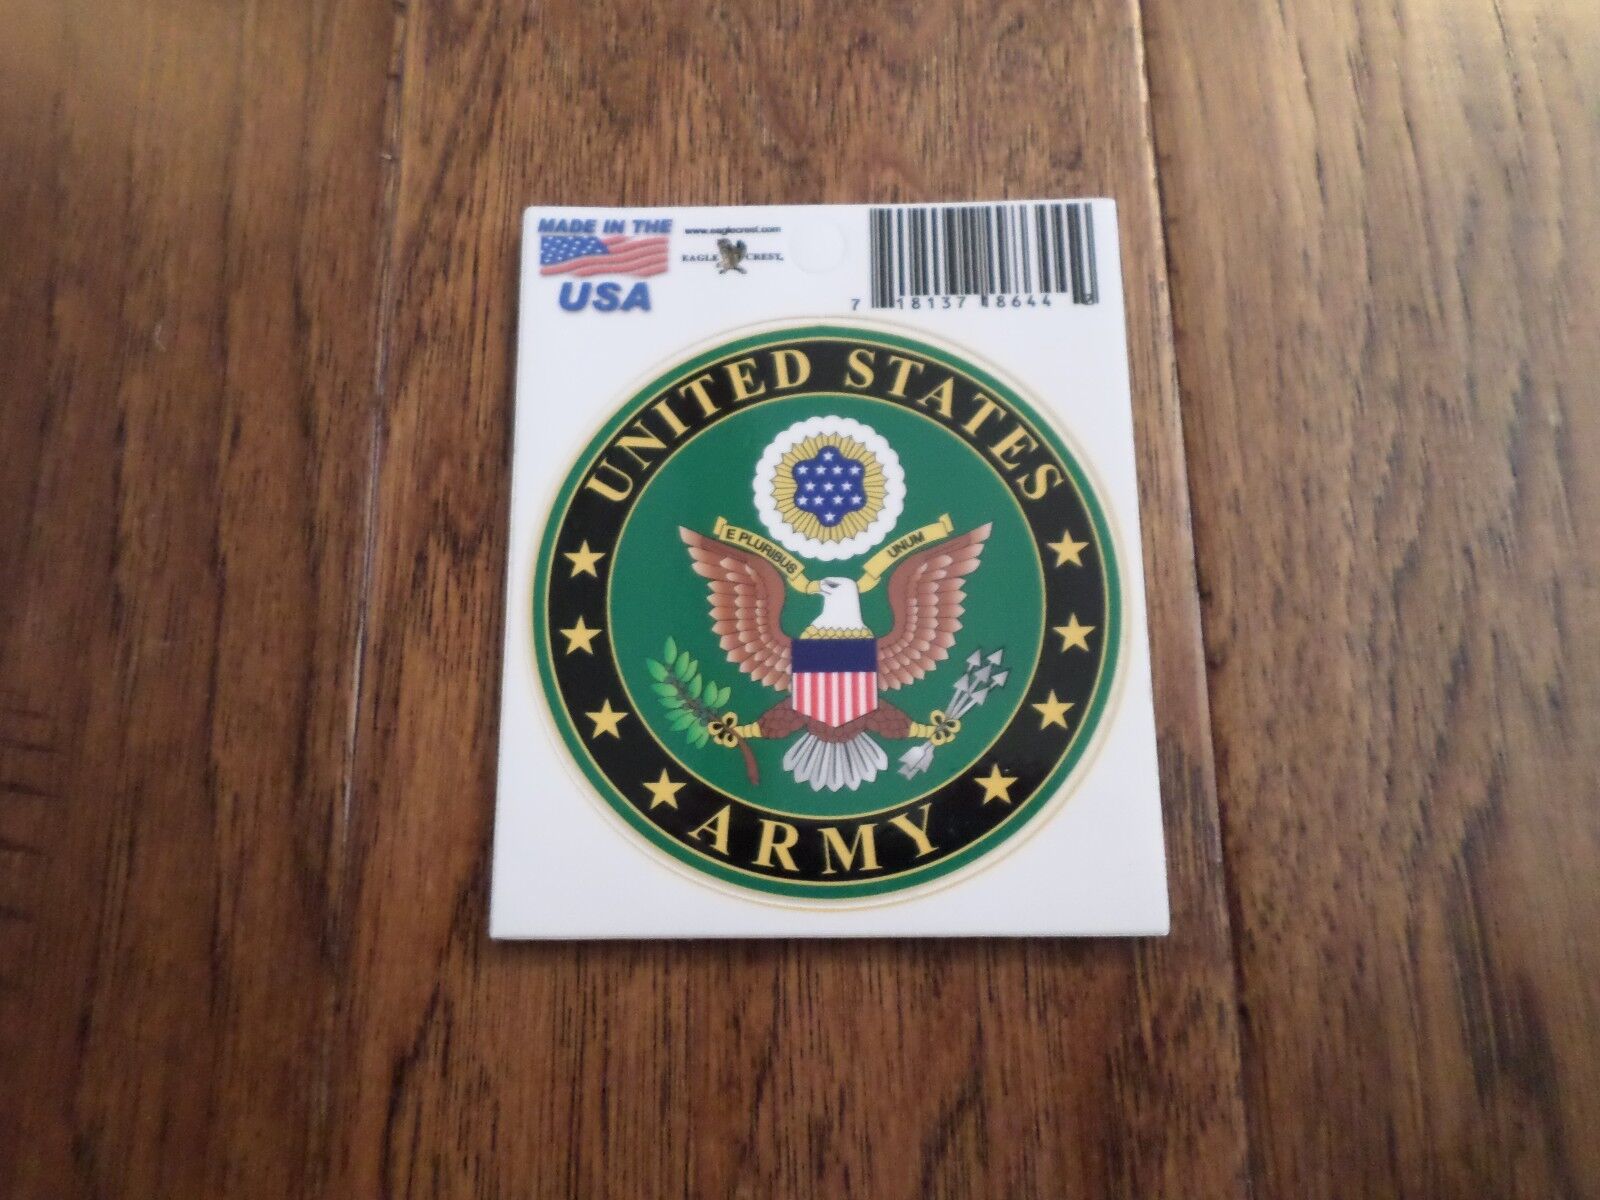 MADE IN THE
USA
www.eaglecrest.com
EAGLE CREST
7 18137 18644
UNITED STATES
E PLURIBUS UNUM
ARMY